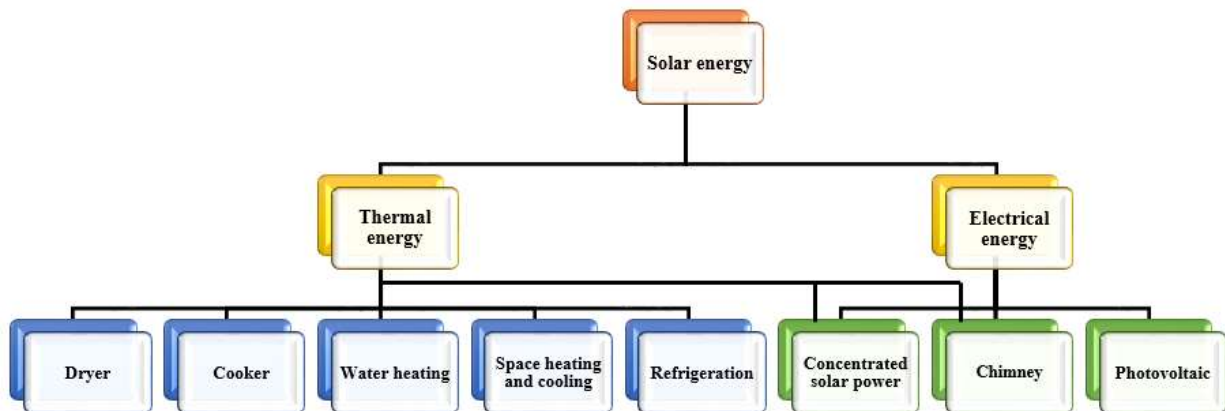 Solar energy
Thermal
energy
Electrical
energy
Dryer
Cooker
Water heating
Space heating
and cooling
Refrigeration
Concentrated
solar power
Chimney
Photovoltaic